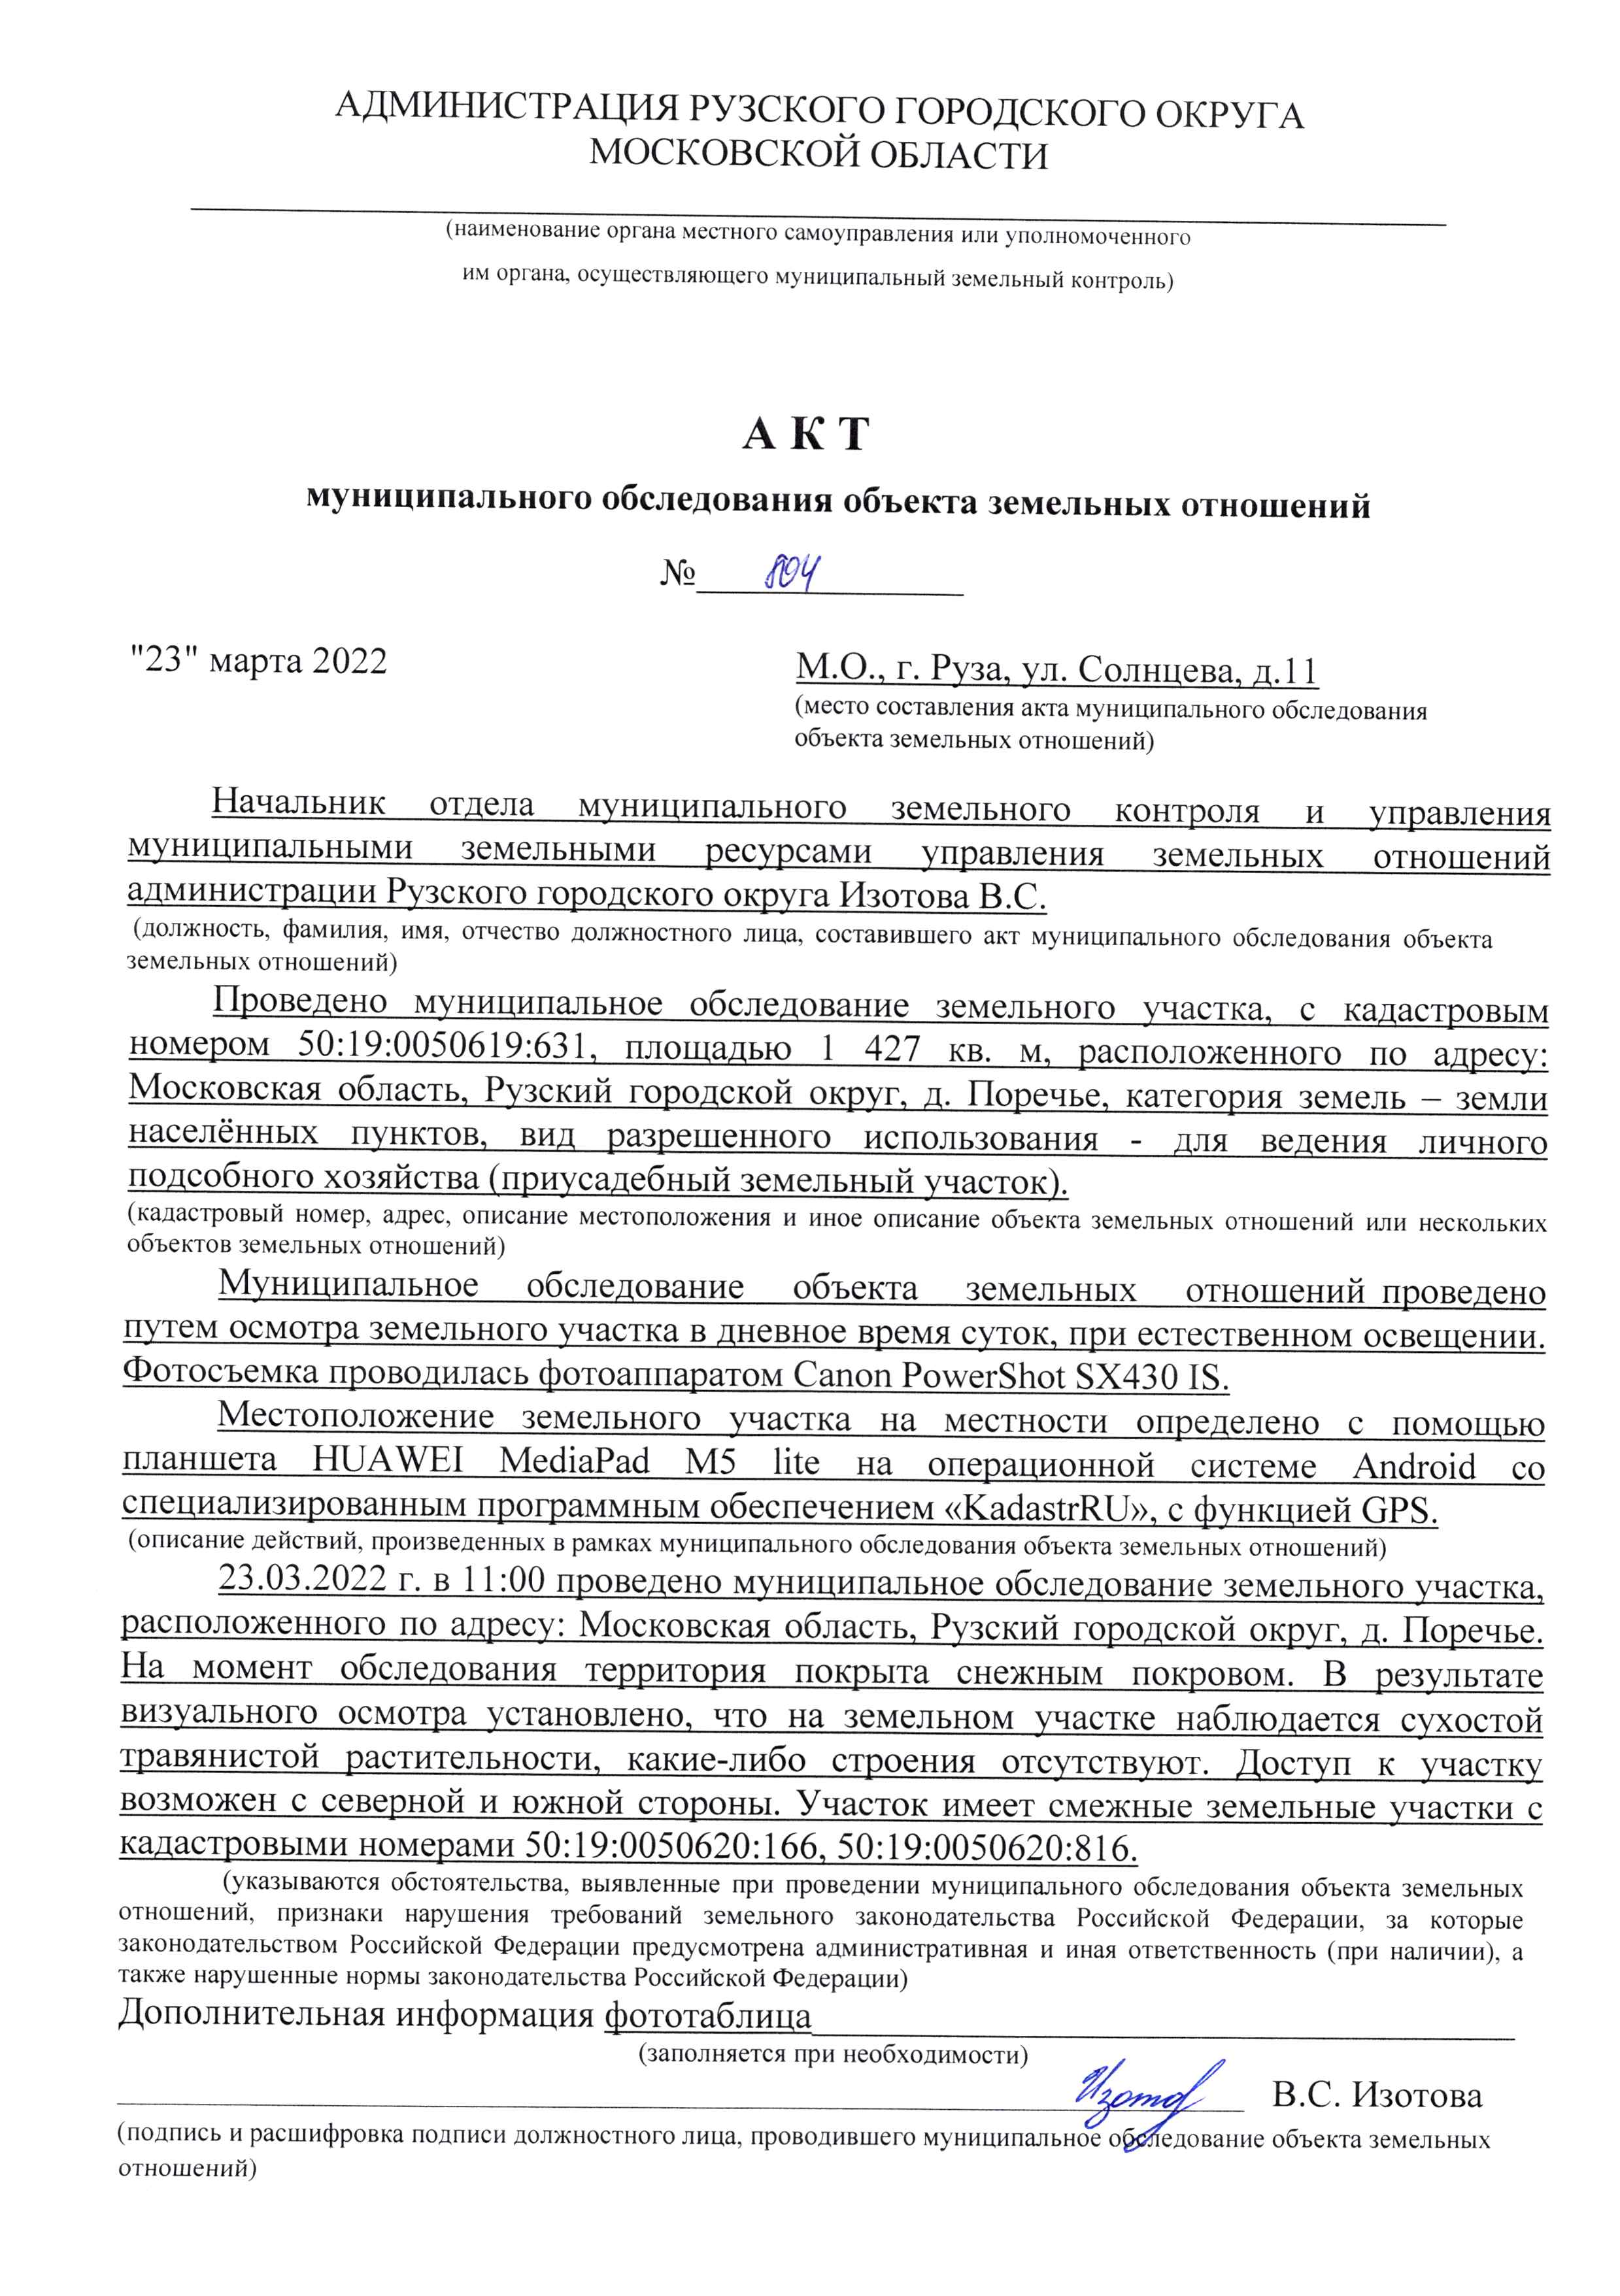 АДМИНИСТРАЦИЯ РУЗСКОГО ГОРОДСКОГО ОКРУГА
МОСКОВСКОЙ ОБЛАСТИ
(наименование органа местного самоуправления или уполномоченного
им органа, осуществляющего муниципальный земельный контроль)
А К Т
муниципального обследования объекта земельных отношений
№ 804
"23" марта 2022
М.О., г. Руза, ул. Солнцева, д.11
(место составления акта муниципального обследования
объекта земельных отношений)
Начальник отдела муниципального земельного контроля и управления
муниципальными земельными ресурсами управления земельных отношений
администрации Рузского городского округа Изотова В.С.
(должность, фамилия, имя, отчество должностного лица, составившего акт муниципального обследования объекта
земельных отношений)
Проведено муниципальное обследование земельного участка, с кадастровым
номером 50:19:0050619:631, площадью 1 427 кв. м, расположенного по адресу:
Московская область, Рузский городской округ, д. Поречье, категория земель – земли
населённых пунктов, вид разрешенного использования - для ведения личного
подсобного хозяйства (приусадебный земельный участок).
(кадастровый номер, адрес, описание местоположения и иное описание объекта земельных отношений или нескольких
объектов земельных отношений)
Муниципальное обследование объекта земельных отношений проведено
путем осмотра земельного участка в дневное время суток, при естественном освещении.
Фотосъемка проводилась фотоаппаратом Canon PowerShot SX430 IS.
Местоположение земельного участка на местности определено с помощью
планшета HUAWEI MediaPad M5 lite на операционной системе Android со
специализированным программным обеспечением «KadastrRU», с функцией GPS.
(описание действий, произведенных в рамках муниципального обследования объекта земельных отношений)
23.03.2022 г. в 11:00 проведено муниципальное обследование земельного участка,
расположенного по адресу: Московская область, Рузский городской округ, д. Поречье.
На момент обследования территория покрыта снежным покровом. В результате
визуального осмотра установлено, что на земельном участке наблюдается сухостой
травянистой растительности, какие-либо строения отсутствуют. Доступ к участку
возможен с северной и южной стороны. Участок имеет смежные земельные участки с
кадастровыми номерами 50:19:0050620:166, 50:19:0050620:816.
(указываются обстоятельства, выявленные при проведении муниципального обследования объекта земельных
отношений, признаки нарушения требований земельного законодательства Российской Федерации, за которые
законодательством Российской Федерации предусмотрена административная и иная ответственность (при наличии), а
также нарушенные нормы законодательства Российской Федерации)
Дополнительная информация фототаблица
(заполняется при необходимости)
Изотов В.С. Изотова
(подпись и расшифровка подписи должностного лица, проводившего муниципальное обследование объекта земельных
отношений)